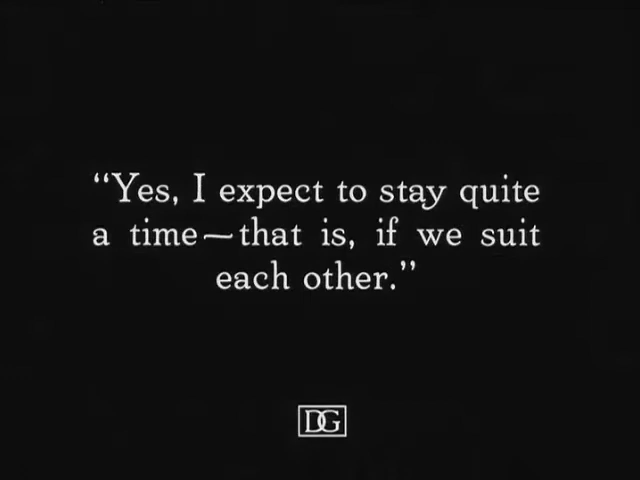 “Yes, I expect to stay quite
a time—that is, if we suit
each other.”
DG